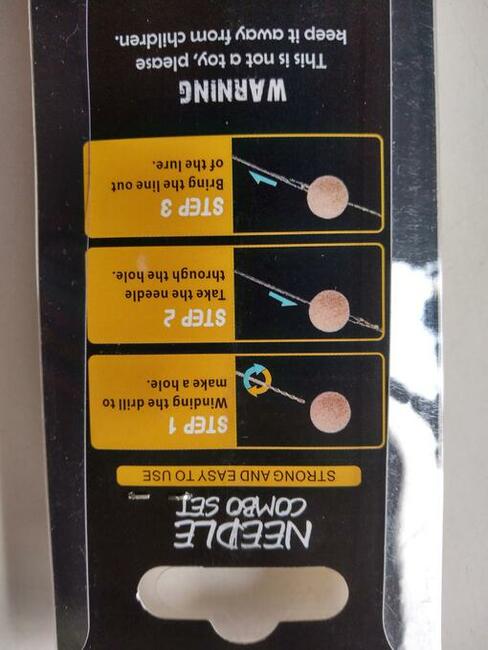 NEEDLE
COMBO SET
STRONG AND EASY TO USE
STEP 1
Winding the drill to
make a hole.
STEP 2
Take the needle
through the hole.
STEP 3
Bring the line out
of the lure.
WARNING
This is not a toy, please
keep it away from children.